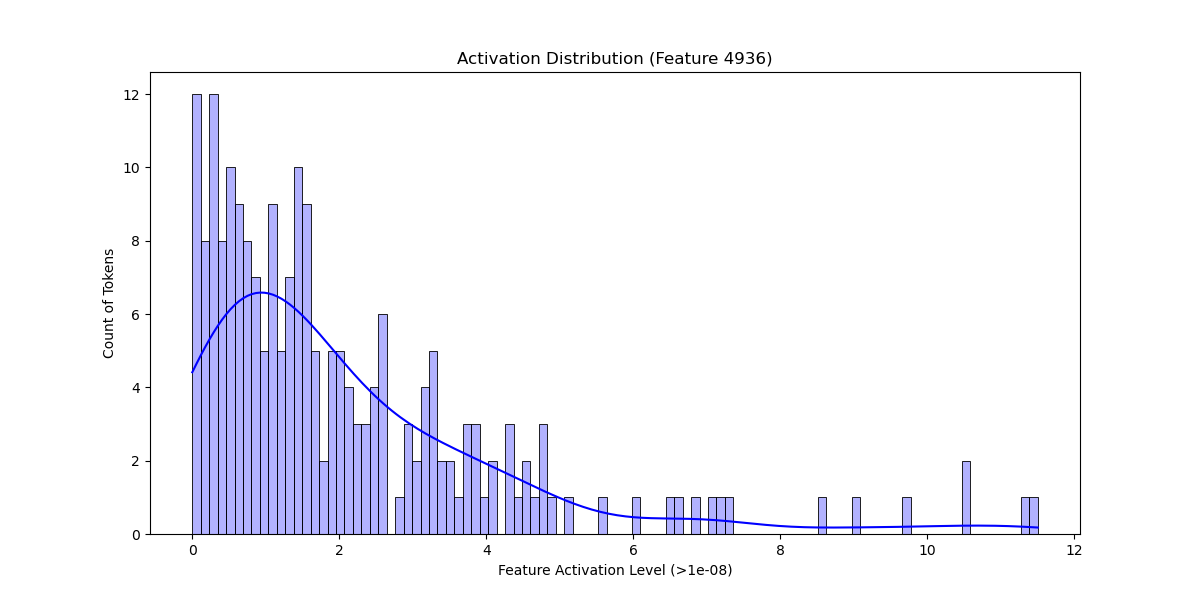 Activation Distribution (Feature 4936)
Count of Tokens
12
10
8
6
4
2
0
0 2 4 6 8 10 12
Feature Activation Level (>1e-08)